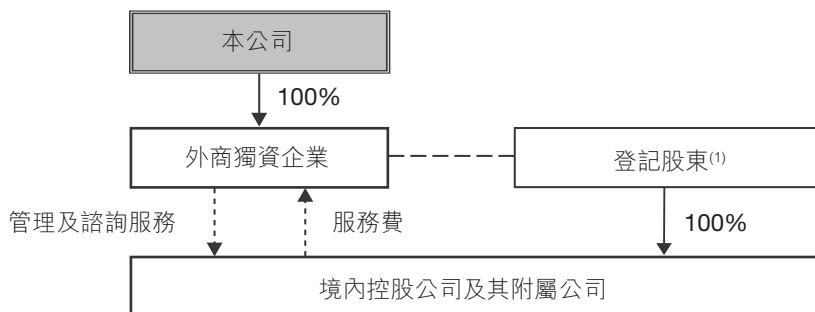 本公司
100%
外商獨資企業
登記股東(1)
管理及諮詢服務
服務費
100%
境內控股公司及其附屬公司